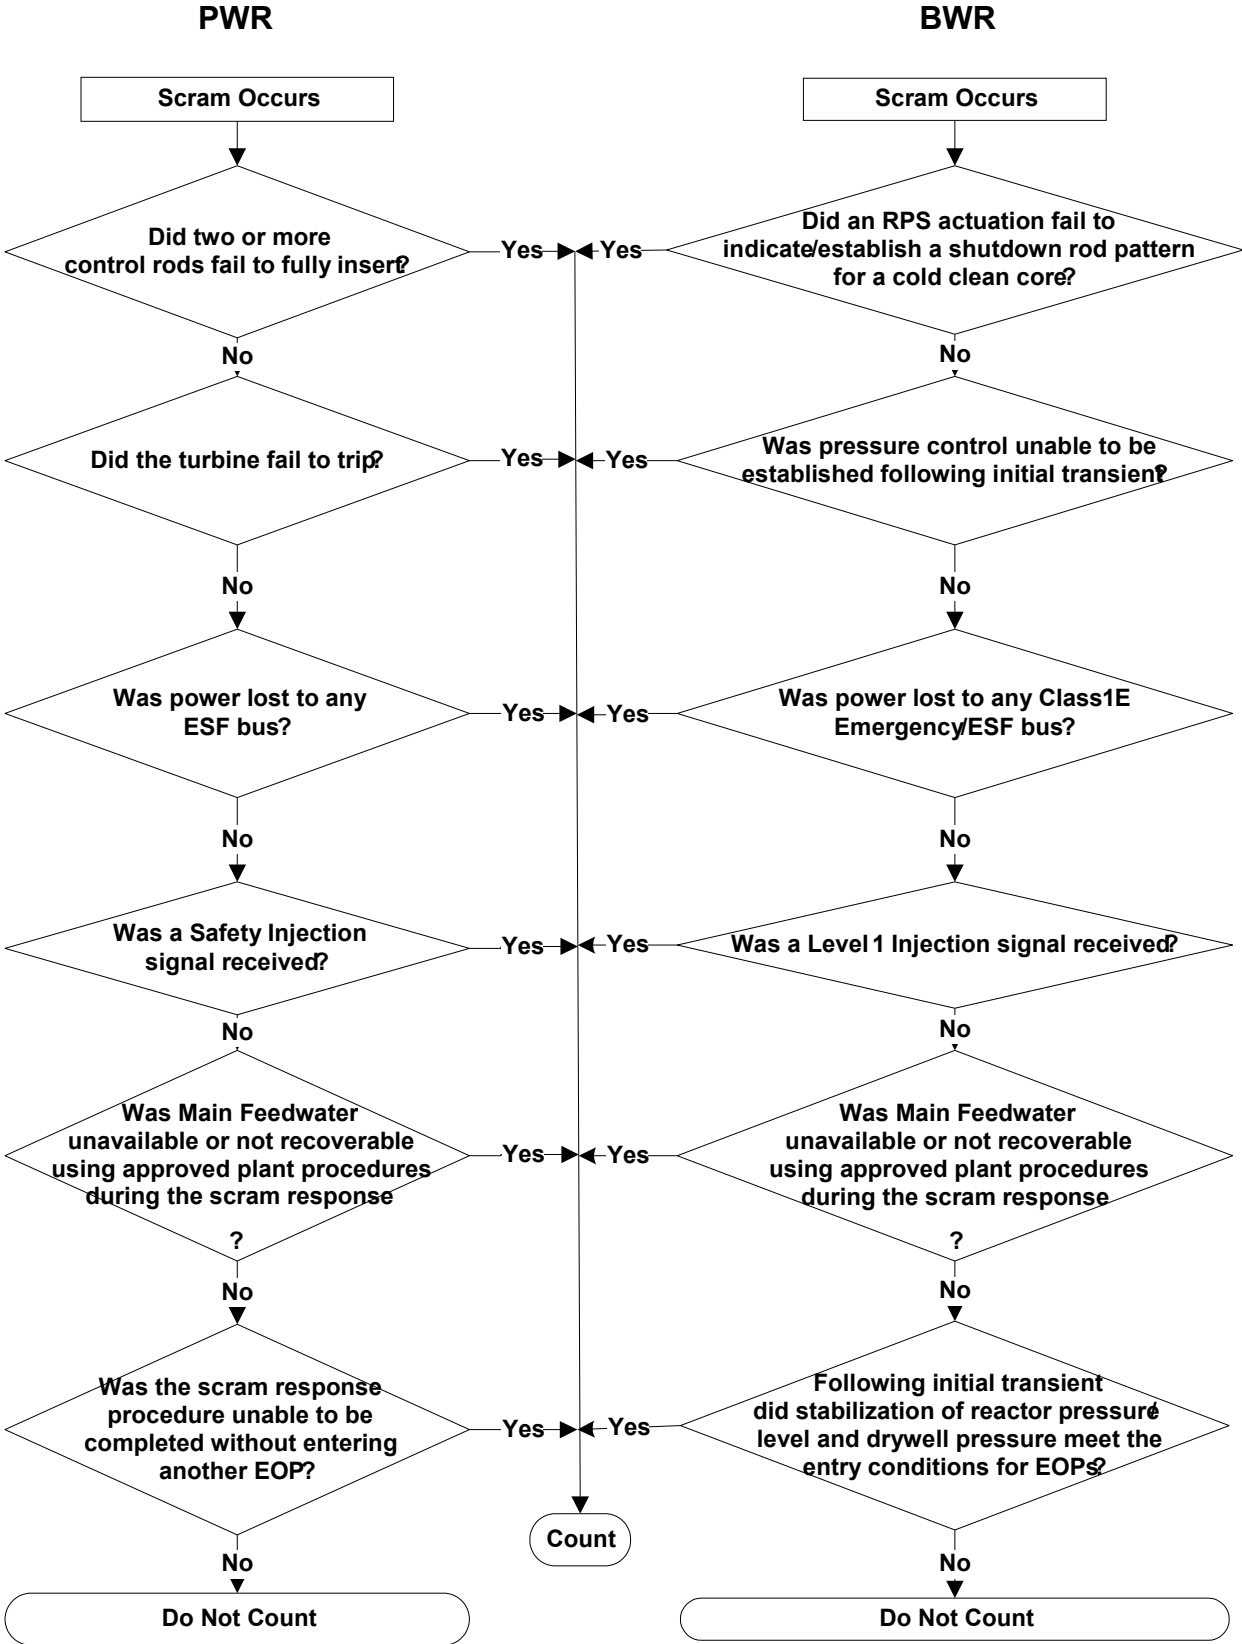 PWR
BWR
Scram Occurs
Scram Occurs
Did two or more
control rods fail to fully insert?
Yes
Yes
Did an RPS actuation fail to
indicate/establish a shutdown rod pattern
for a cold clean core?
No
No
Did the turbine fail to trip?
Yes
Yes
Was pressure control unable to be
established following initial transient?
No
No
Was power lost to any
ESF bus?
Yes
Yes
Was power lost to any Class1E
Emergency/ESF bus?
No
No
Was a Safety Injection
signal received?
Yes
Yes
Was a Level 1 Injection signal received?
No
No
Was Main Feedwater
unavailable or not recoverable
using approved plant procedures
during the scram response
?
Yes
Yes
Was Main Feedwater
unavailable or not recoverable
using approved plant procedures
during the scram response
?
No
No
Was the scram response
procedure unable to be
completed without entering
another EOP?
Yes
Yes
Following initial transient
did stabilization of reactor pressure/
level and drywell pressure meet the
entry conditions for EOPs?
Count
No
No
Do Not Count
Do Not Count